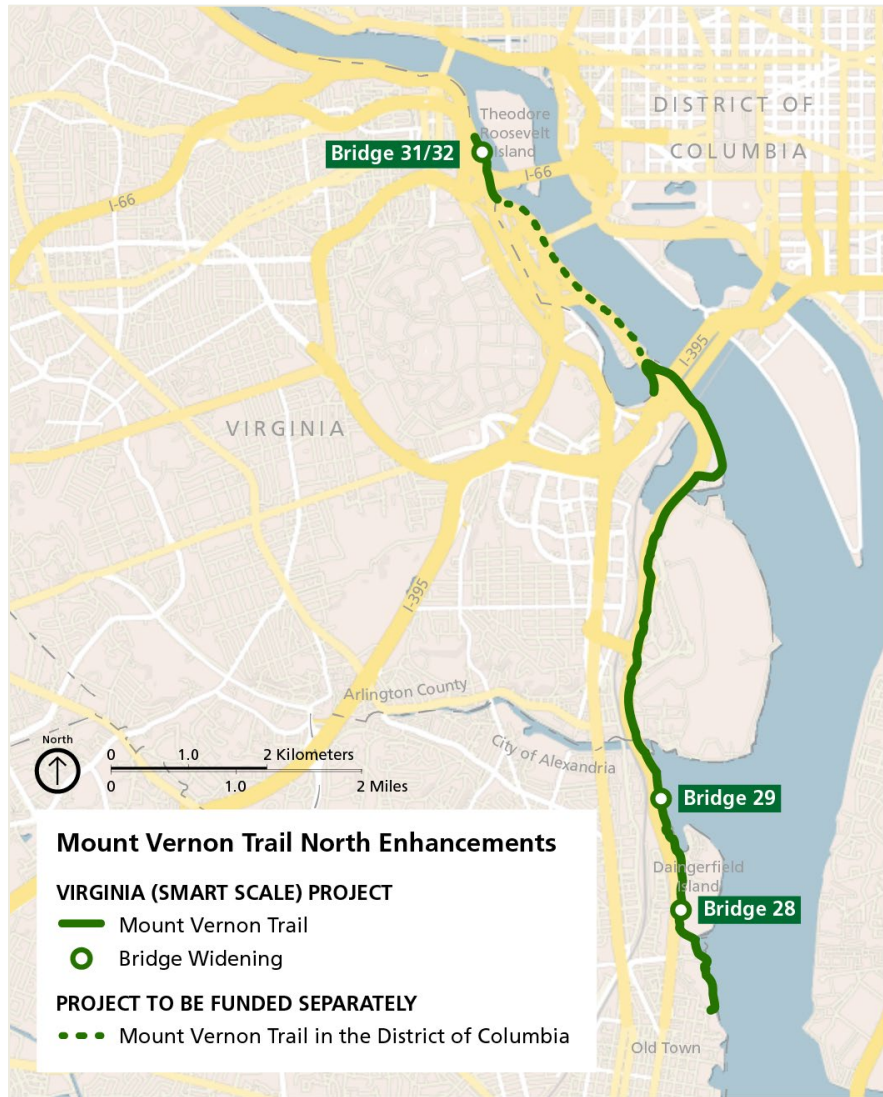 DISTRICT OF
COLUMBIA
Theodore
Roosevelt
Island
Bridge 31/32
I-66
I-66
I-395
VIRGINIA
I-395
Arlington County
City of Alexandria
North
0 1.0 2 Kilometers
0 1.0 2 Miles
Bridge 29
Daingerfield
Island
Bridge 28
Old Town
Mount Vernon Trail North Enhancements
VIRGINIA (SMART SCALE) PROJECT
Mount Vernon Trail
Bridge Widening
PROJECT TO BE FUNDED SEPARATELY
Mount Vernon Trail in the District of Columbia